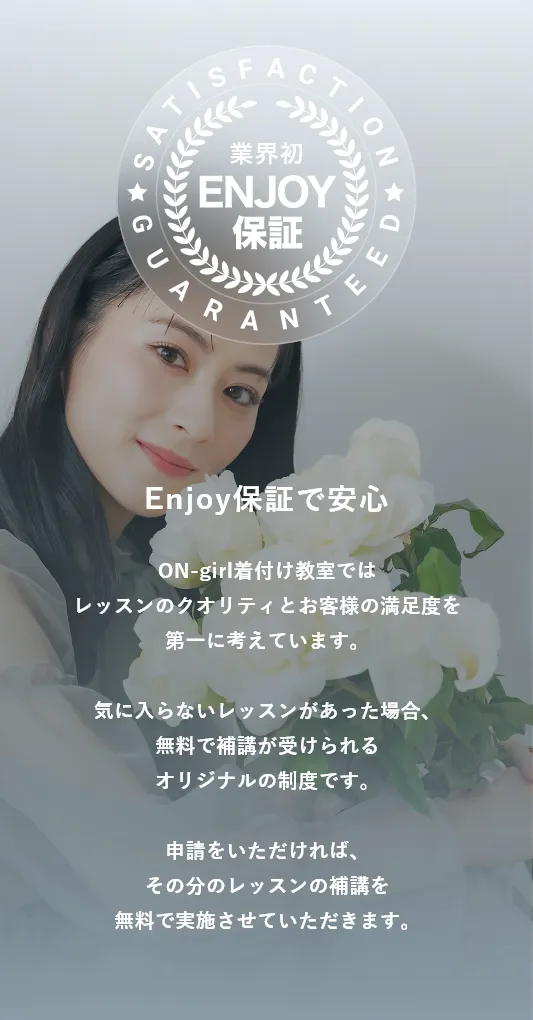 SATISFACTION
業界初
ENJOY
保証
GUARANTEED
Enjoy保証で安心
ON-girl着付け教室では
レッスンのクオリティとお客様の満足度を
第一に考えています。
気に入らないレッスンがあった場合、
無料で補講が受けられる
オリジナルの制度です。
申請をいただければ、
その分のレッスンの補講を
無料で実施させていただきます。